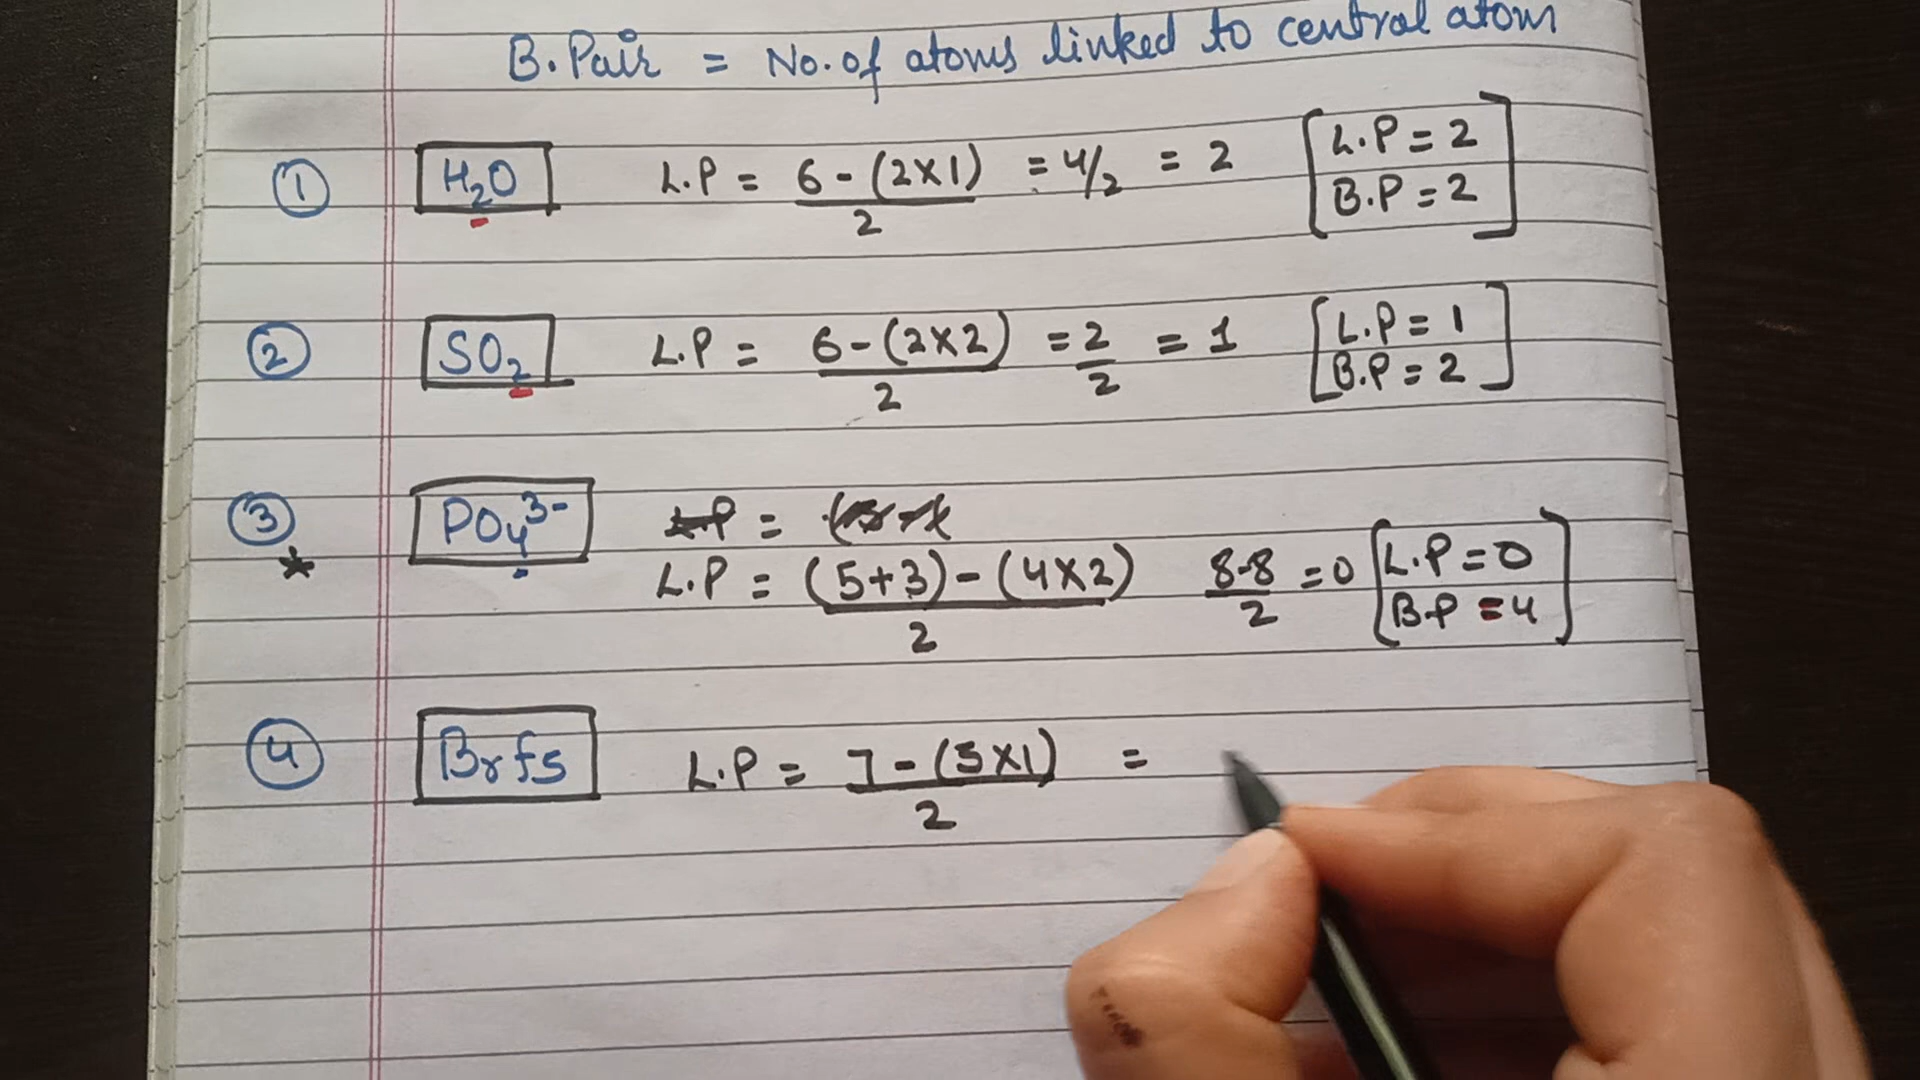 B.Pair = No. of atoms linked to central atom
① H₂O L.P = 6 - (2×1) / 2 = 4/2 = 2 [L.P = 2 B.P = 2]
② SO₂ L.P = 6 - (2×2) / 2 = 2/2 = 1 [L.P = 1 B.P = 2]
③ PO₄³⁻ L.P =
* L.P = (5+3) - (4×2) / 2 8-8/2 = 0 [L.P = 0 B.P = 4]
④ Brf5 L.P = 7 - (5×1) / 2 =